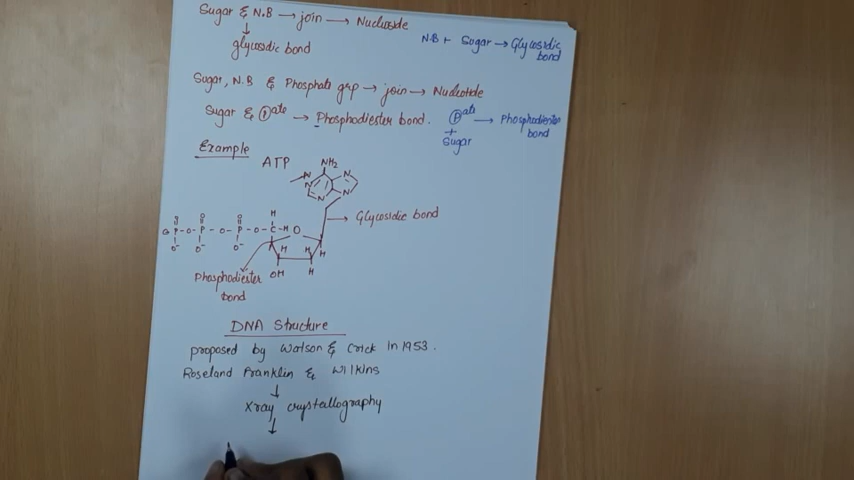 Sugar & N.B → join → Nucleoside
↓
glycosidic bond
N.B + Sugar → Glycosidic bond
Sugar, N.B & Phosphate grp → join → Nucleotide
Sugar & Ⓟate → Phosphodiester bond.
Ⓟate + Sugar → Phosphodiester bond
Example
ATP
NH₂
N
N
N
N
→ Glycosidic bond
O O O H
O-P-O-P-O-P-O-C-H O
O⁻ O⁻ O⁻
H H H
OH H
Phosphodiester
bond
DNA Structure
proposed by Watson & Crick in 1953.
Roseland Franklin & Wilkins
↓
Xray crystallography
↓